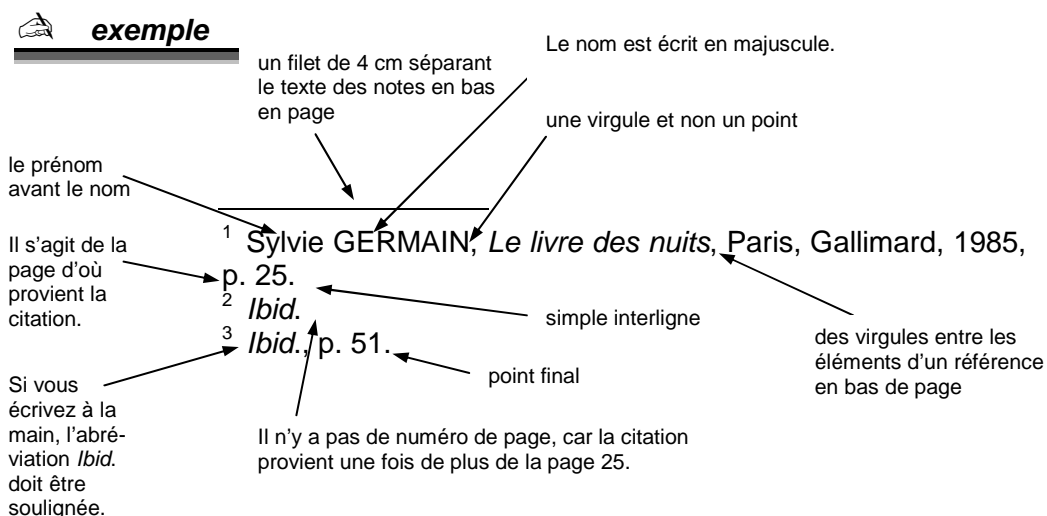 exemple
Le nom est écrit en majuscule.
un filet de 4 cm séparant
le texte des notes en bas
en page
une virgule et non un point
le prénom
avant le nom
Il s'agit de la
page d'où
provient la
citation.
1 Sylvie GERMAIN, Le livre des nuits, Paris, Gallimard, 1985,
p. 25.
2 Ibid.
3 Ibid., p. 51.
simple interligne
des virgules entre les
éléments d'un référence
en bas de page
point final
Si vous
écrivez à la
main, l'abré-
viation Ibid.
doit être
soulignée.
Il n'y a pas de numéro de page, car la citation
provient une fois de plus de la page 25.